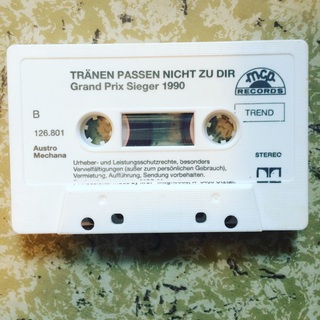 TRÄNEN PASSEN NICHT ZU DIR
Grand Prix Sieger 1990
mcp
RECORDS
B
TREND
126.801
Austro
Mechana
STEREO
Urheber- und Leistungsschutzrechte, besonders
Vervielfältigungen (außer zum persönlichen Gebrauch),
Vermietung, Aufführung, Sendung vorbehalten.